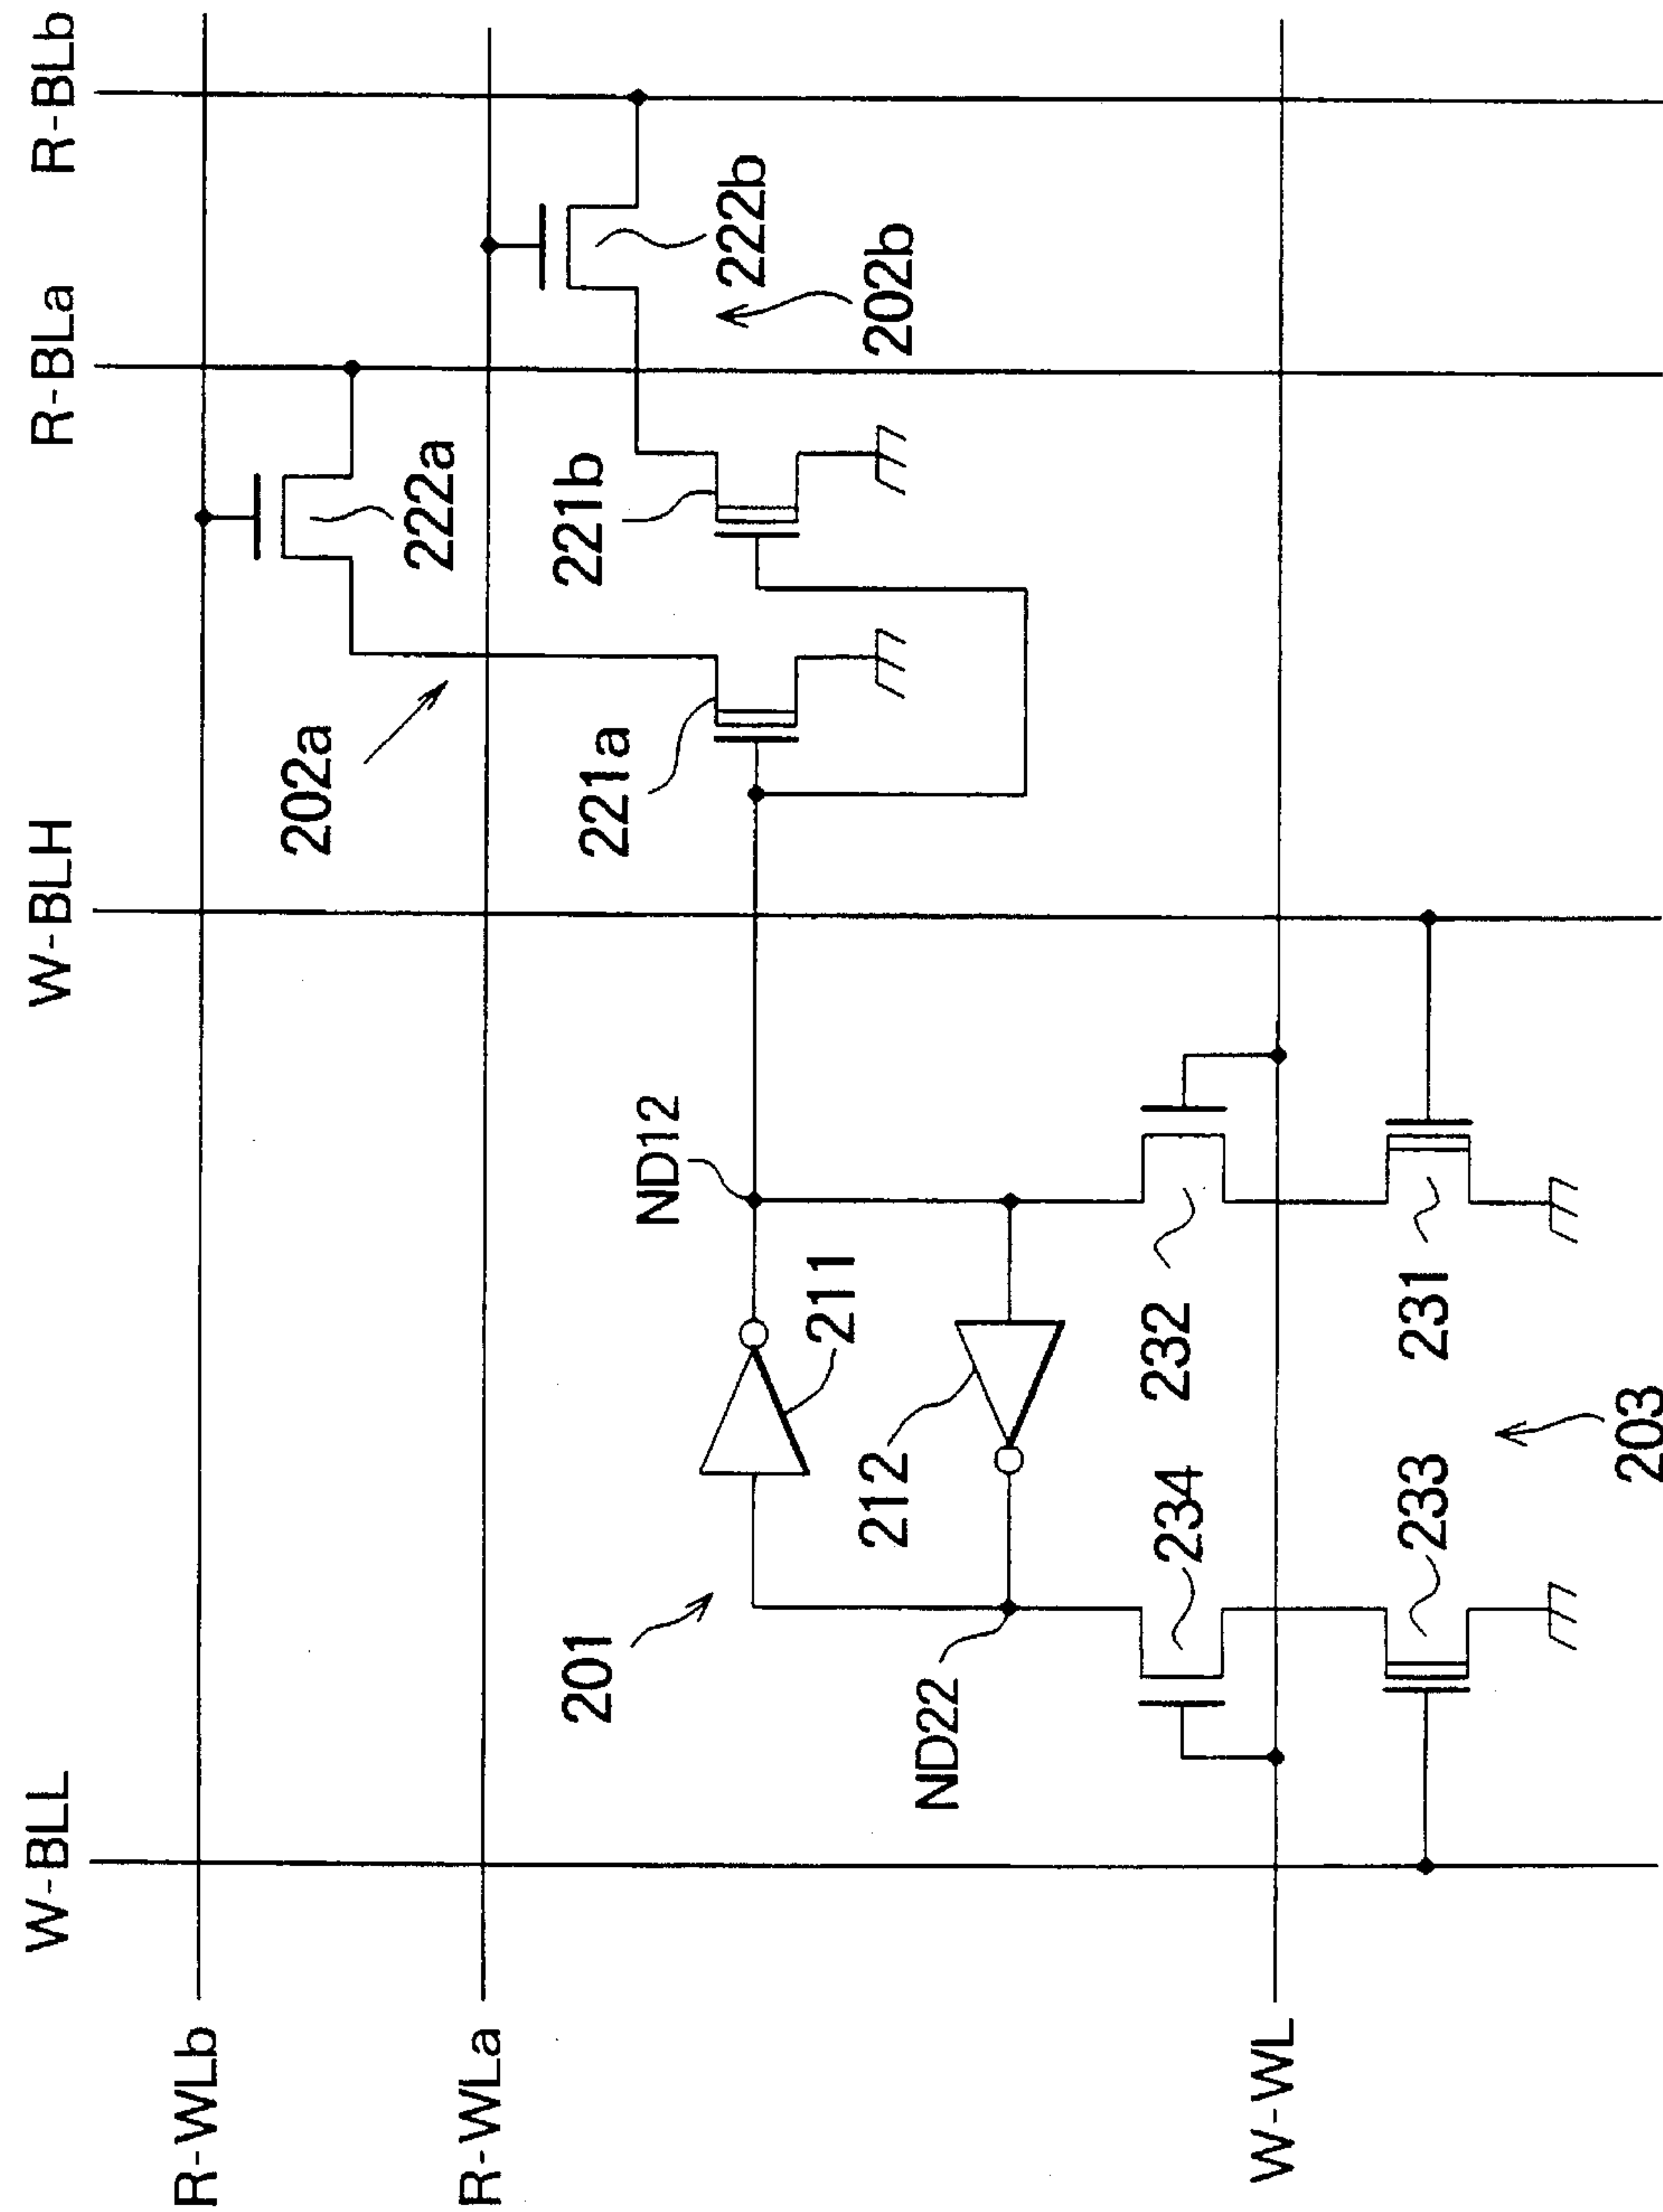 W-BLL
W-BLH
R-BLa
R-BLb
R-WLb
R-WLa
W-WL
202a
222a
222b
202b
221a
221b
ND12
201
211
212
ND22
234
232
233
231
203